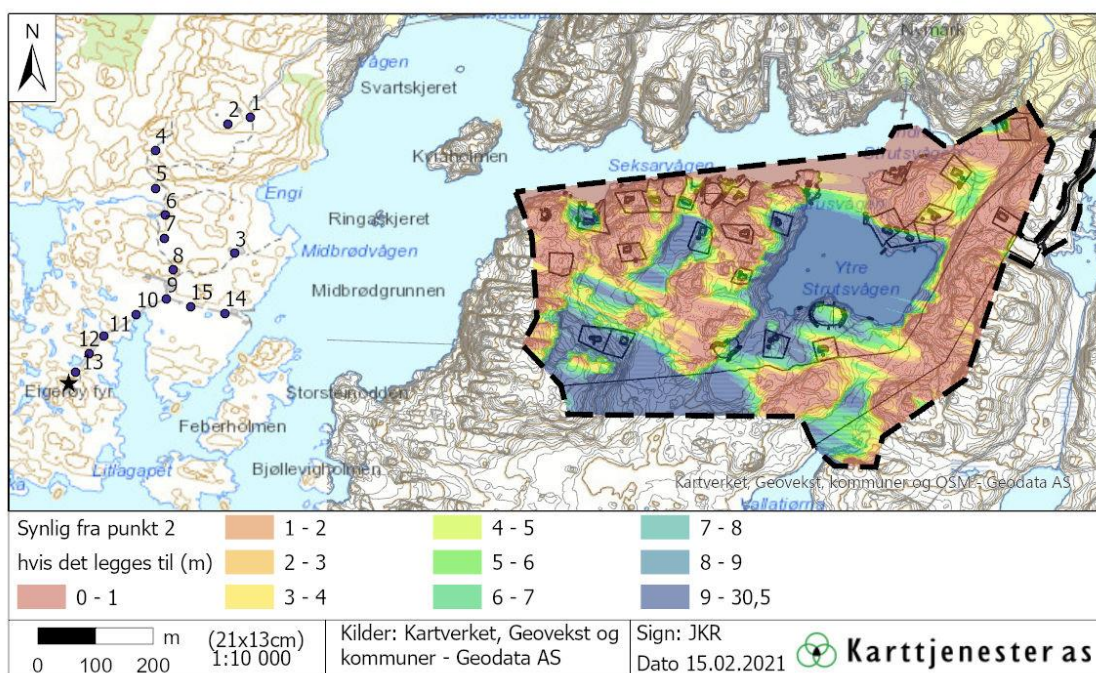 N
Svartskjeret
Kytaholmen
Nymark
Seksarvågen
Strutsvågen
Engi
Ringaskjeret
Midbrødvågen
Midbrødgrunnen
Ytre
Strutsvågen
Storsteinodden
Eigerøy fyr
Feberholmen
Litlagapet
Bjøllevigholmen
1
2
3
4
5
6
7
8
9
10
11
12
13
14
15
Kartverket, Geovekst, kommuner og OSM - Geodata AS
Synlig fra punkt 2
hvis det legges til (m)
0 - 1
1 - 2
2 - 3
3 - 4
4 - 5
5 - 6
6 - 7
7 - 8
8 - 9
9 - 30,5
0 100 200
m
(21x13cm)
1:10 000
Kilder: Kartverket, Geovekst og
kommuner - Geodata AS
Sign: JKR
Dato 15.02.2021
Karttjenester as